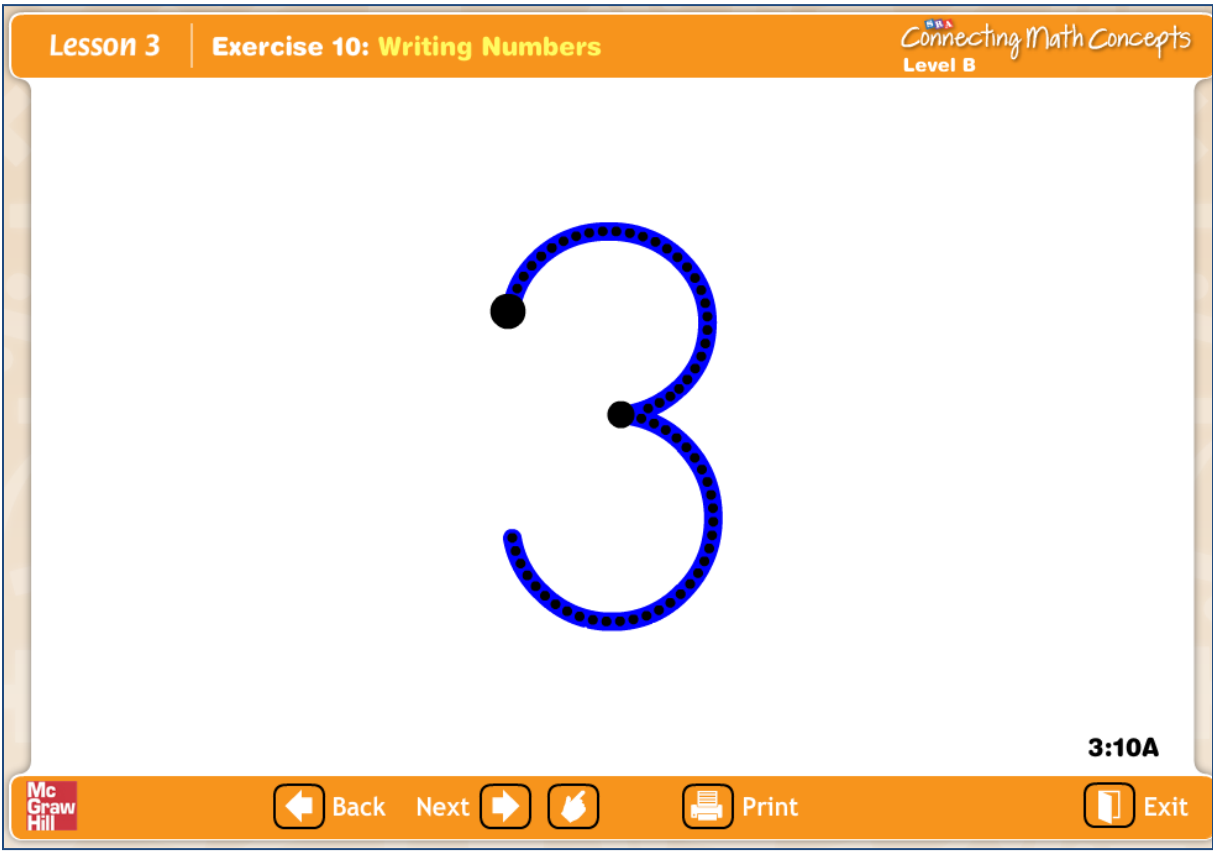 Lesson 3
Exercise 10: Writing Numbers
SRA
Connecting Math Concepts
Level B
3
3:10A
Mc
Graw
Hill
Back Next Print Exit